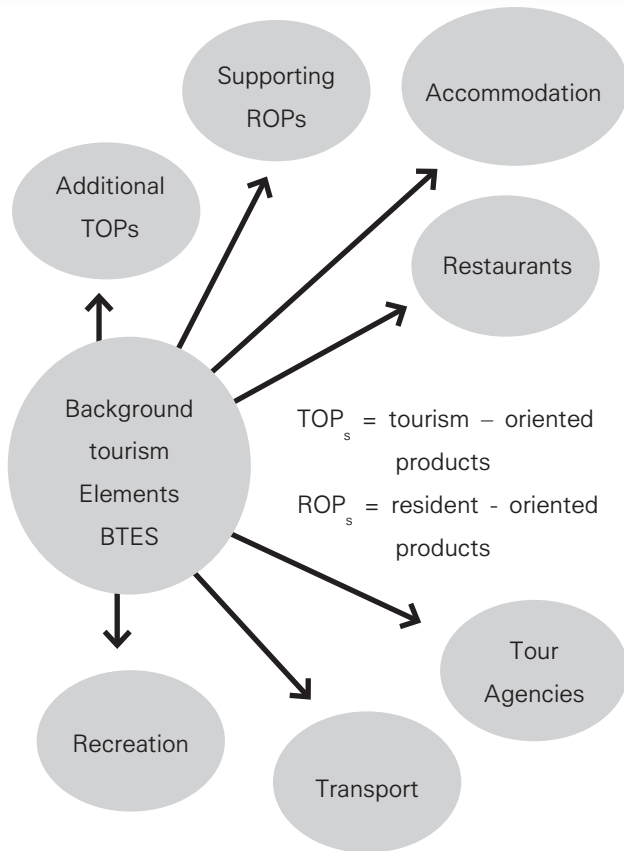 Supporting
ROPs
Accommodation
Additional
TOPs
Restaurants
Background
tourism
Elements
BTES
TOPs = tourism – oriented
products
ROPs = resident - oriented
products
Tour
Agencies
Recreation
Transport